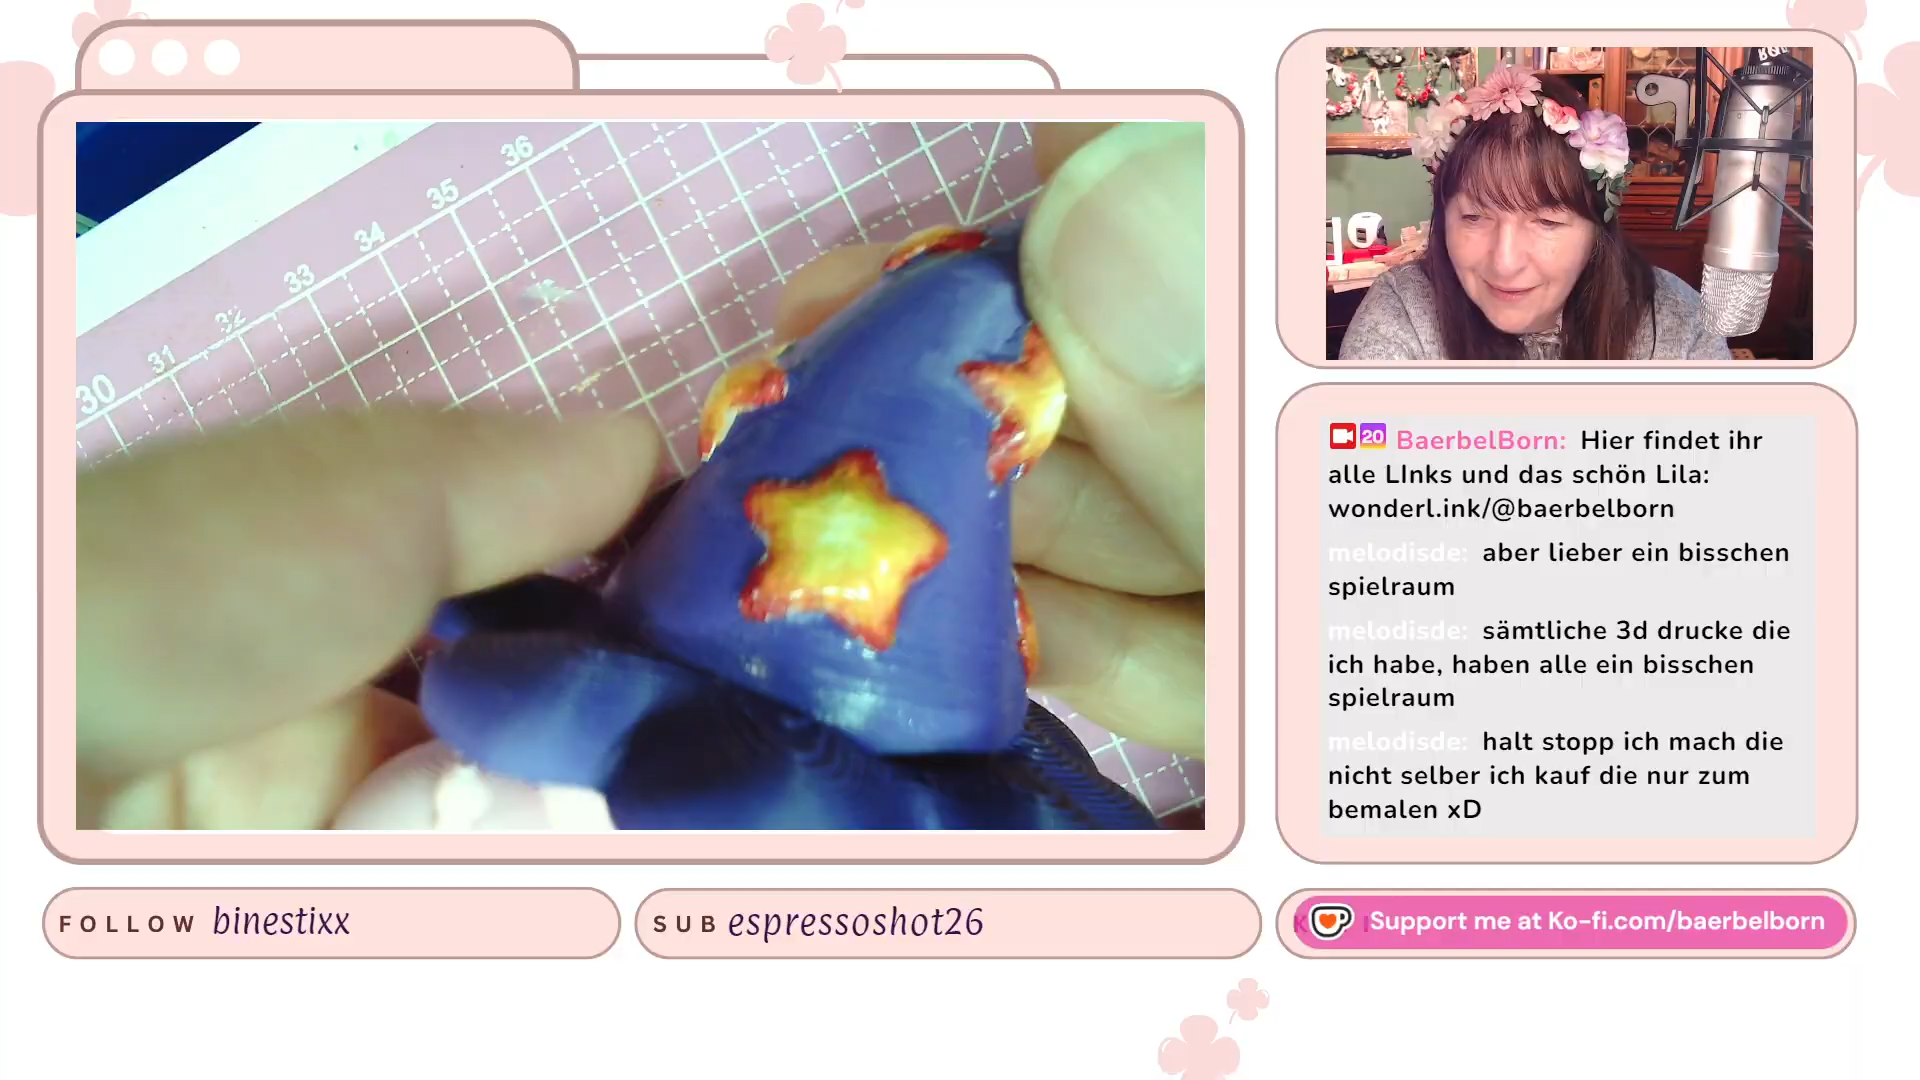 36
35
34
33
32
31
30
20 BaerbelBorn: Hier findet ihr
alle LInks und das schön Lila:
wonderl.ink/@baerbelborn
melodisde: aber lieber ein bisschen
spielraum
melodisde: sämtliche 3d drucke die
ich habe, haben alle ein bisschen
spielraum
melodisde: halt stopp ich mach die
nicht selber ich kauf die nur zum
bemalen xD
FOLLOW binestixx
SUB espressoshot26
Support me at Ko-fi.com/baerbelborn